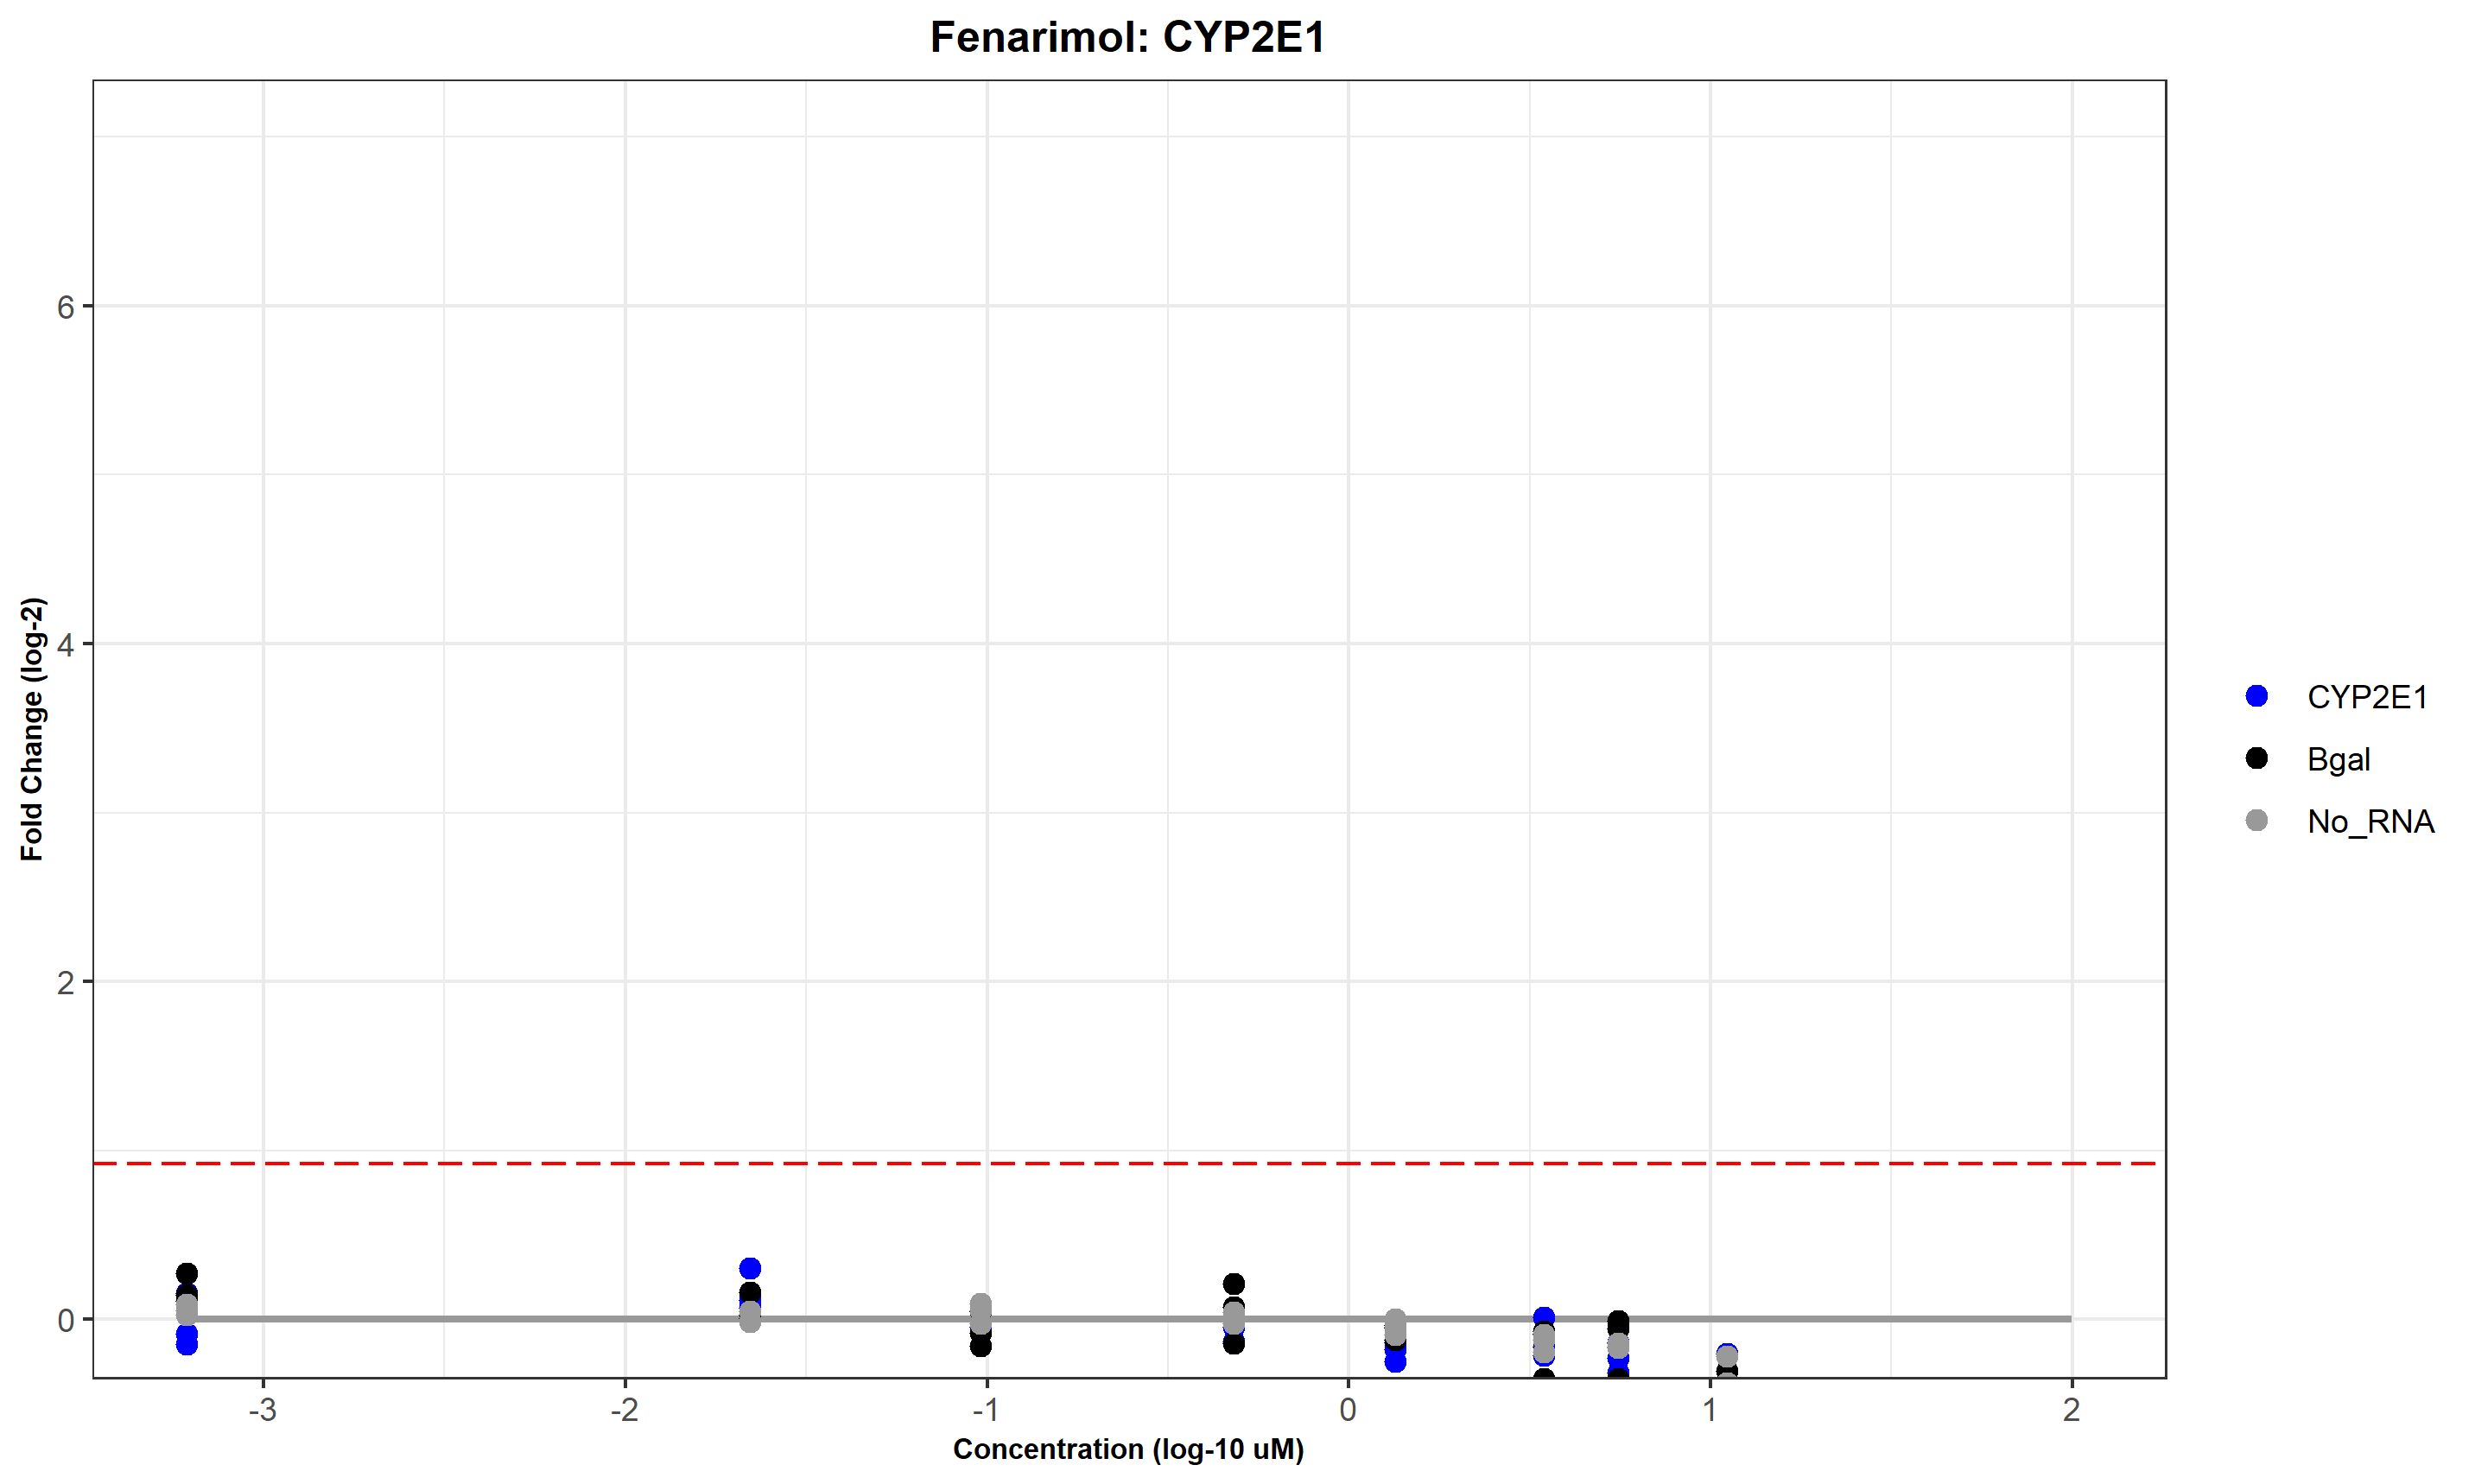 Fenarimol: CYP2E1
Fold Change (log-2)
6
4
2
0
-3
-2
-1
0
1
2
Concentration (log-10 uM)
CYP2E1
Bgal
No_RNA